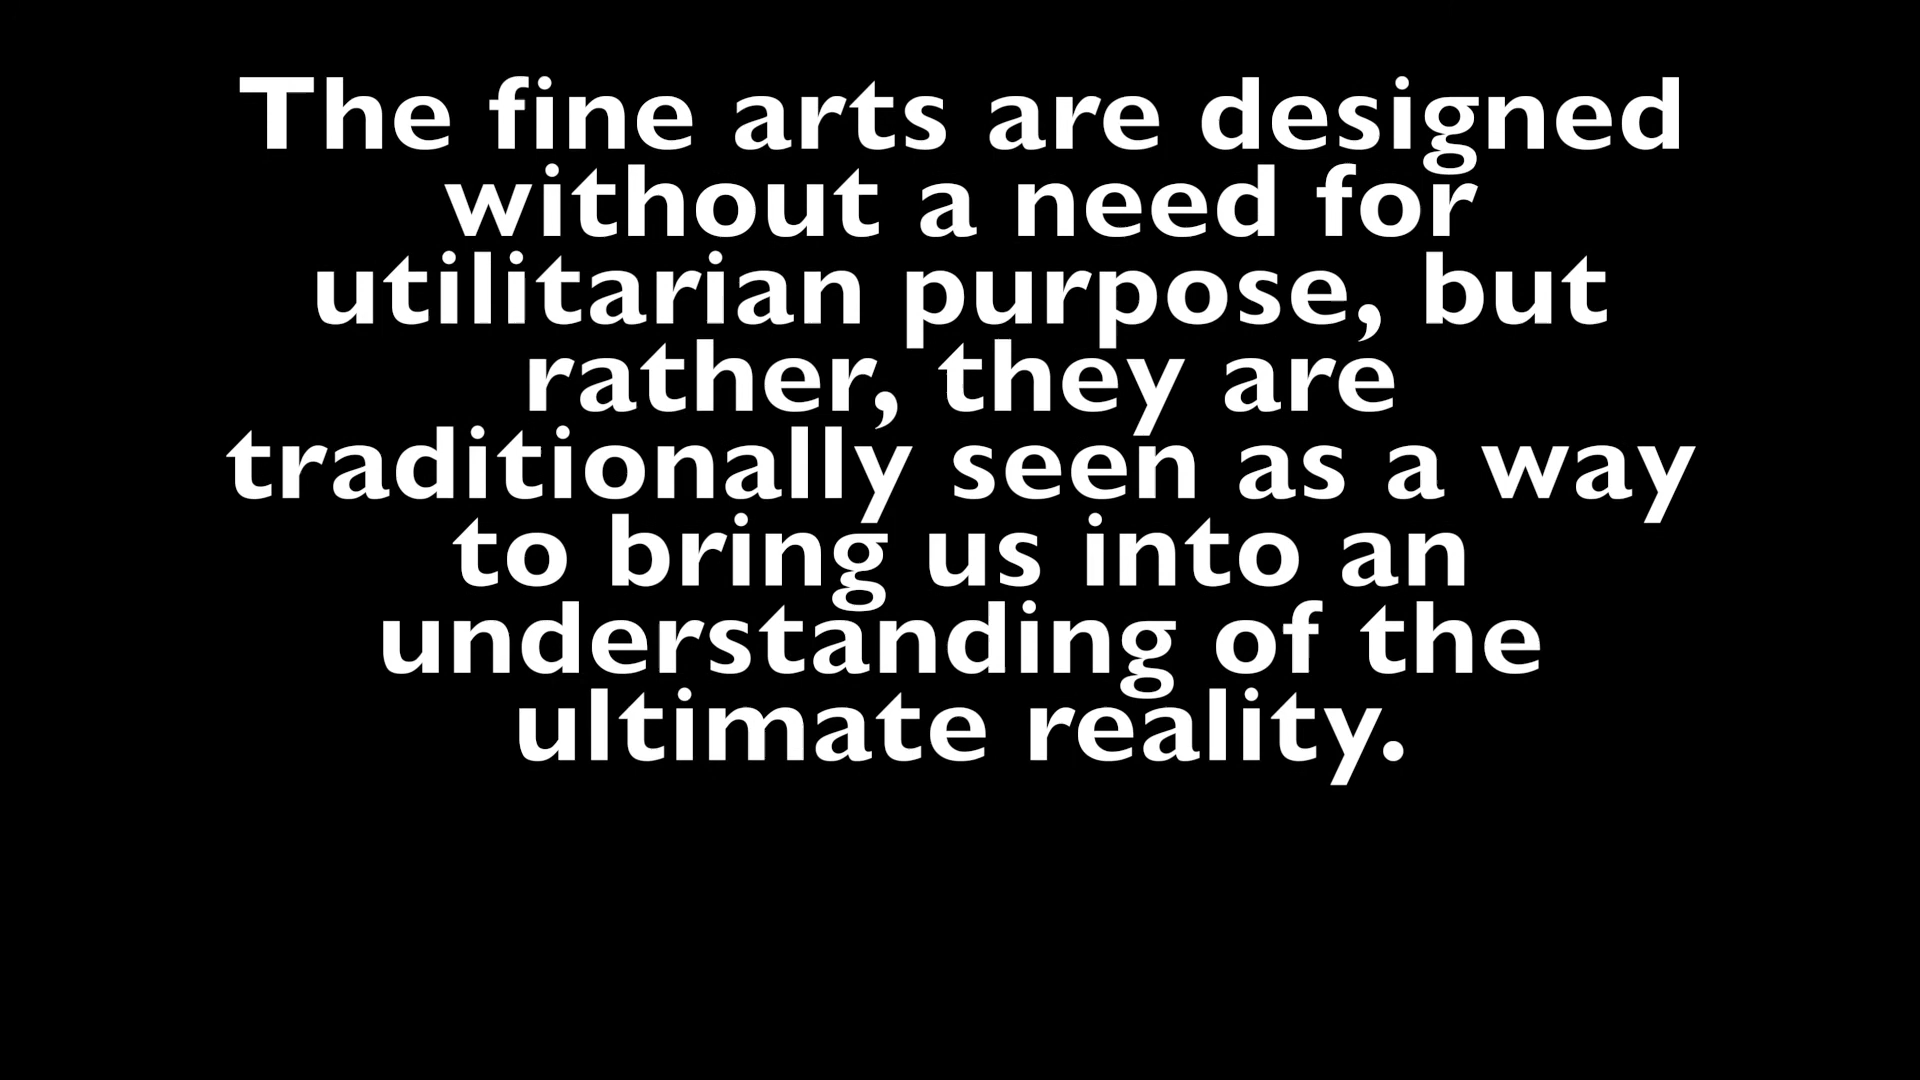 The fine arts are designed
without a need for
utilitarian purpose, but
rather, they are
traditionally seen as a way
to bring us into an
understanding of the
ultimate reality.